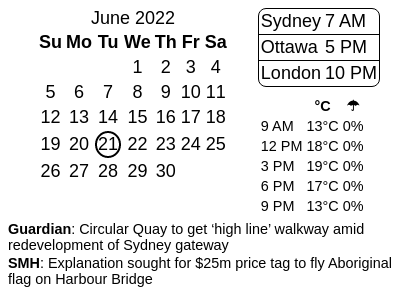 June 2022
Su Mo Tu We Th Fr Sa
1 2 3 4
5 6 7 8 9 10 11
12 13 14 15 16 17 18
19 20 21 22 23 24 25
26 27 28 29 30
Sydney 7 AM
Ottawa 5 PM
London 10 PM
°C ☂
9 AM 13°C 0%
12 PM 18°C 0%
3 PM 19°C 0%
6 PM 17°C 0%
9 PM 13°C 0%
Guardian: Circular Quay to get ‘high line’ walkway amid
redevelopment of Sydney gateway
SMH: Explanation sought for $25m price tag to fly Aboriginal
flag on Harbour Bridge